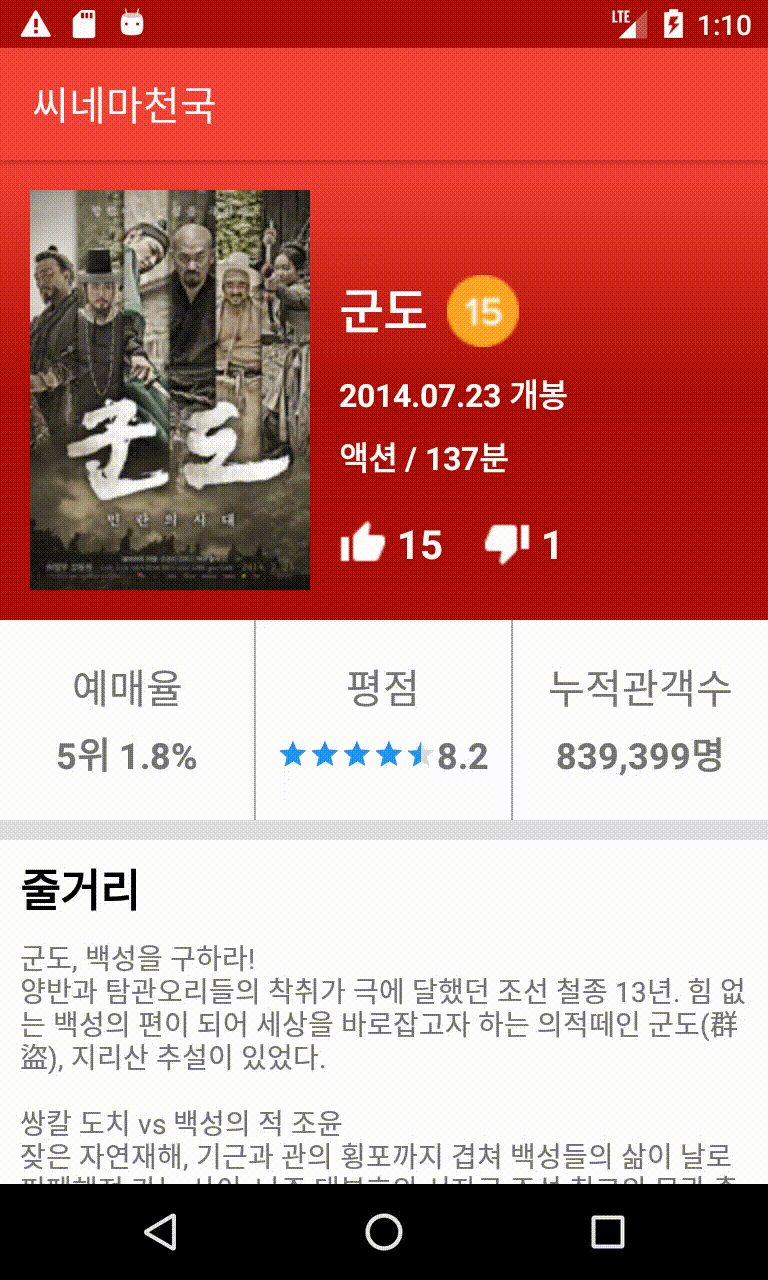 LTE 1:10
씨네마천국
군도
민란의 시대
군도 15
2014.07.23 개봉
액션 / 137분
15 1
예매율 평점 누적관객수
5위 1.8% 8.2 839,399명
줄거리
군도, 백성을 구하라!
양반과 탐관오리들의 착취가 극에 달했던 조선 철종 13년. 힘 없
는 백성의 편이 되어 세상을 바로잡고자 하는 의적떼인 군도(群
盜), 지리산 추설이 있었다.
쌍칼 도치 vs 백성의 적 조윤
잦은 자연재해, 기근과 관의 횡포까지 겹쳐 백성들의 삶이 날로